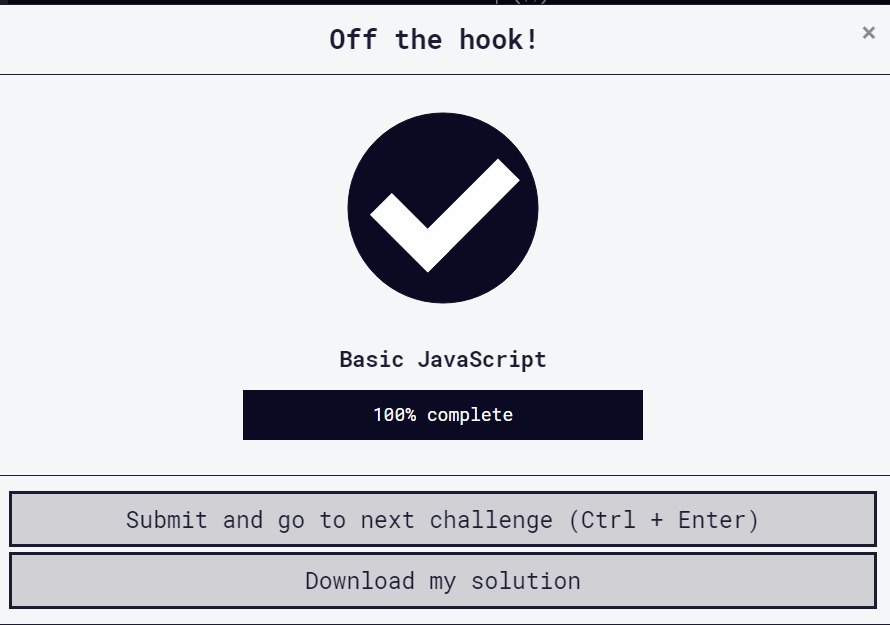 Off the hook!
×
Basic JavaScript
100% complete
Submit and go to next challenge (Ctrl + Enter)
Download my solution